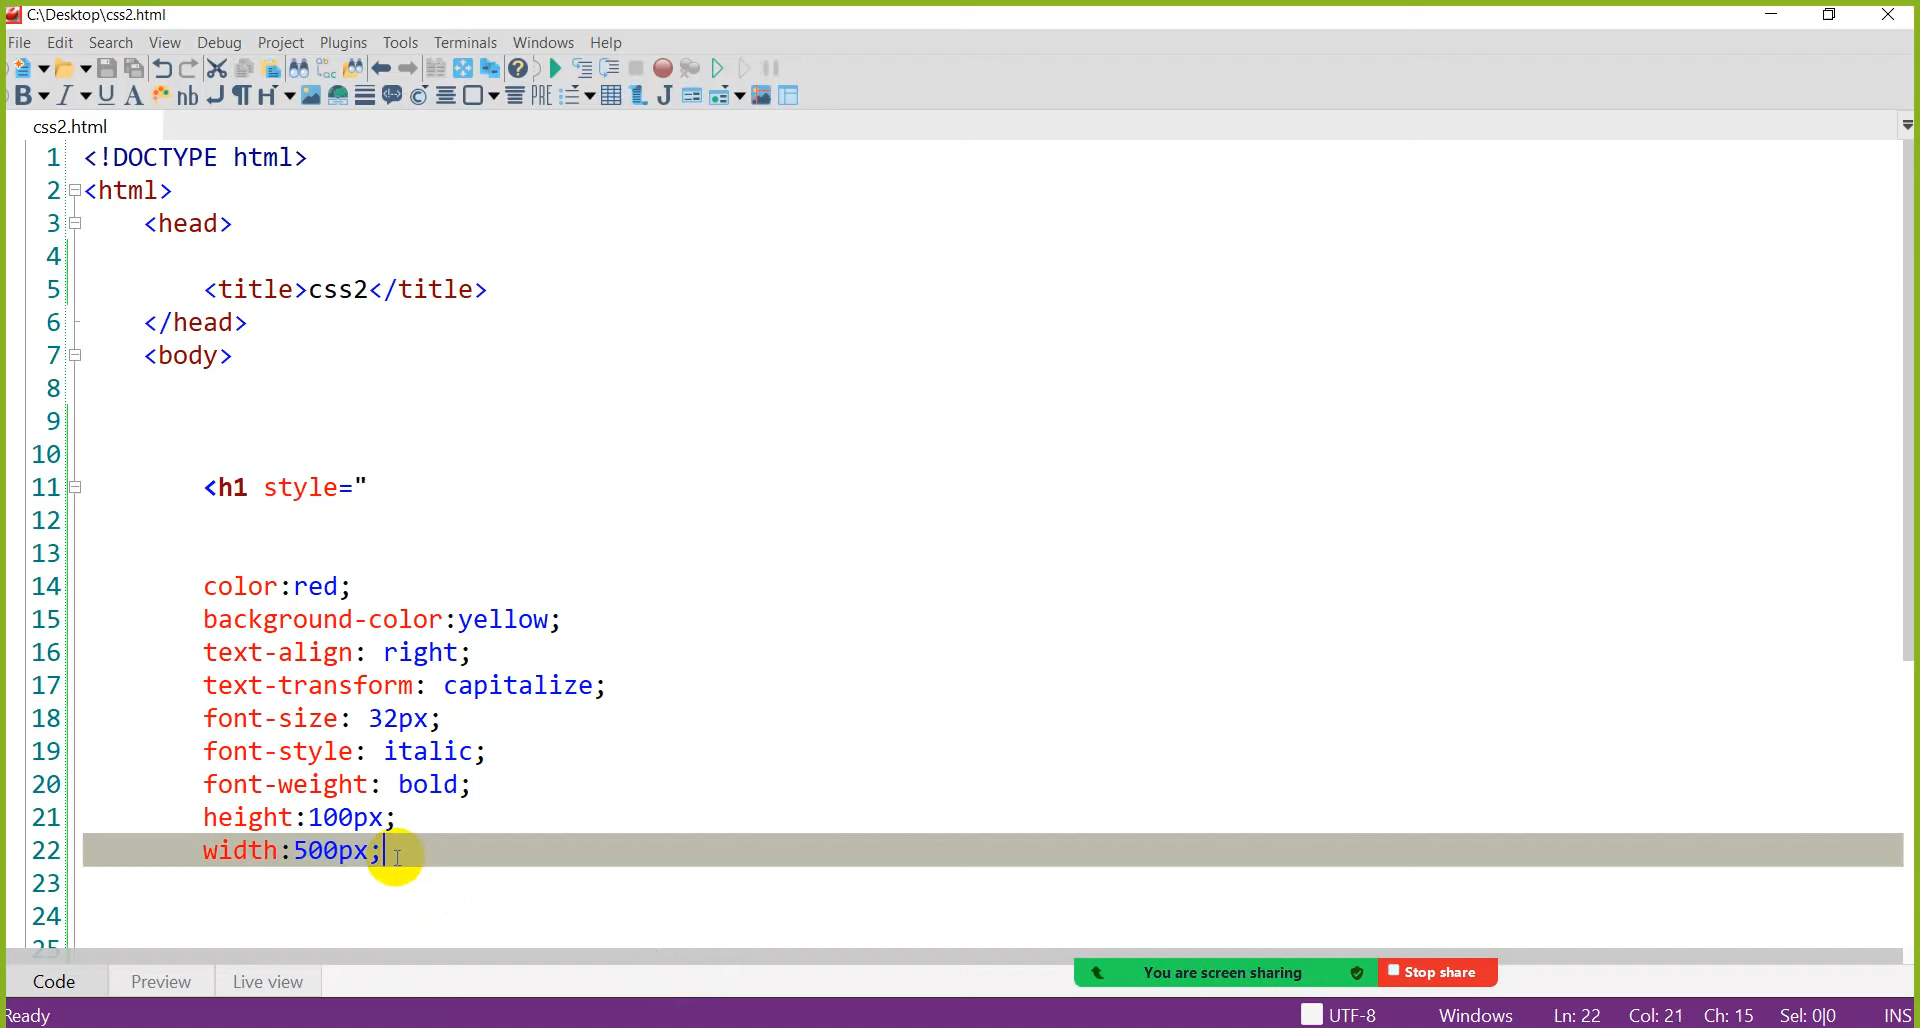 C:\Desktop\css2.html
File Edit Search View Debug Project Plugins Tools Terminals Windows Help
B I U A nb H PRE J
css2.html
1 <!DOCTYPE html>
2 <html>
3 <head>
4
5 <title>css2</title>
6 </head>
7 <body>
8
9
10
11 <h1 style="
12
13
14 color:red;
15 background-color:yellow;
16 text-align: right;
17 text-transform: capitalize;
18 font-size: 32px;
19 font-style: italic;
20 font-weight: bold;
21 height:100px;
22 width:500px;
23
24
25
Code Preview Live view
You are screen sharing Stop share
Ready UTF-8 Windows Ln: 22 Col: 21 Ch: 15 Sel: 0|0 INS